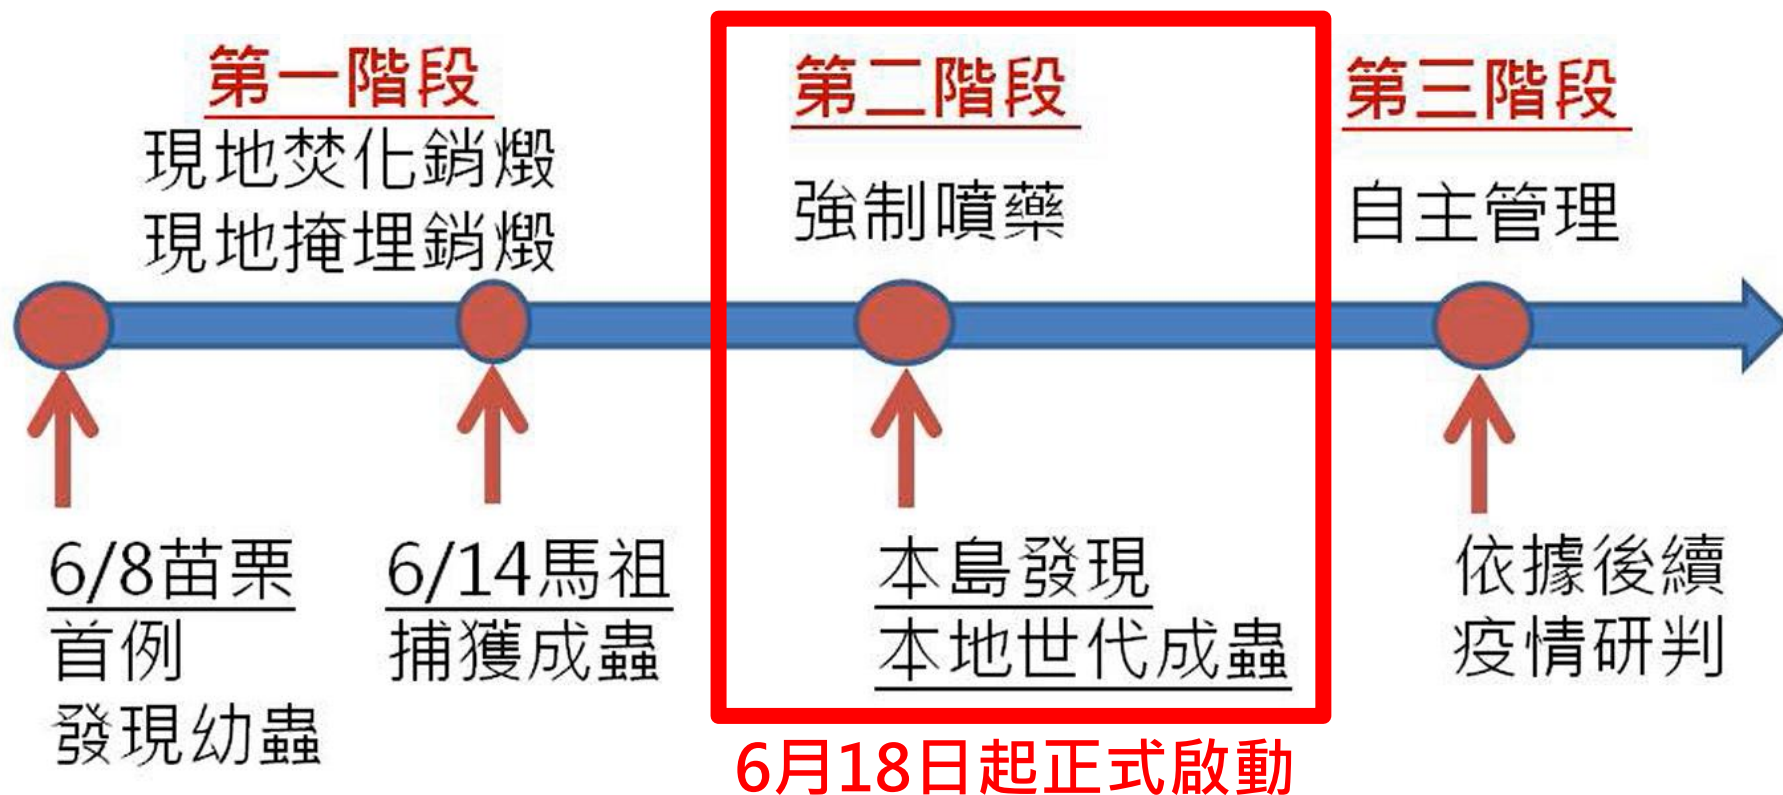 第一階段
現地焚化銷燬
現地掩埋銷燬
6/8苗栗
首例
發現幼蟲
6/14馬祖
捕獲成蟲
第二階段
強制噴藥
本島發現
本地世代成蟲
6月18日起正式啟動
第三階段
自主管理
依據後續
疫情研判